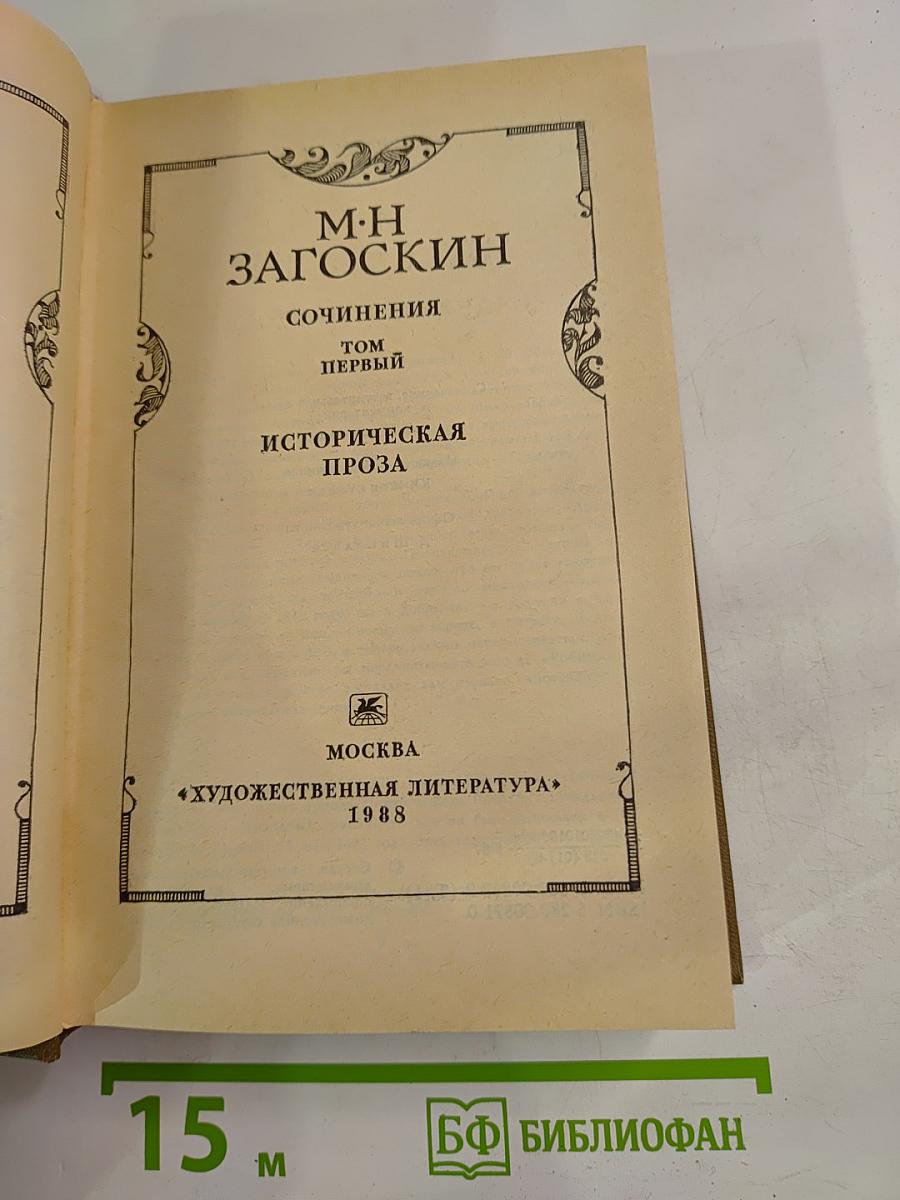 М·Н
ЗАГОСКИН
СОЧИНЕНИЯ
ТОМ
ПЕРВЫЙ
ИСТОРИЧЕСКАЯ
ПРОЗА
МОСКВА
«ХУДОЖЕСТВЕННАЯ ЛИТЕРАТУРА»
1988
15 м
БФ БИБЛИОФАН